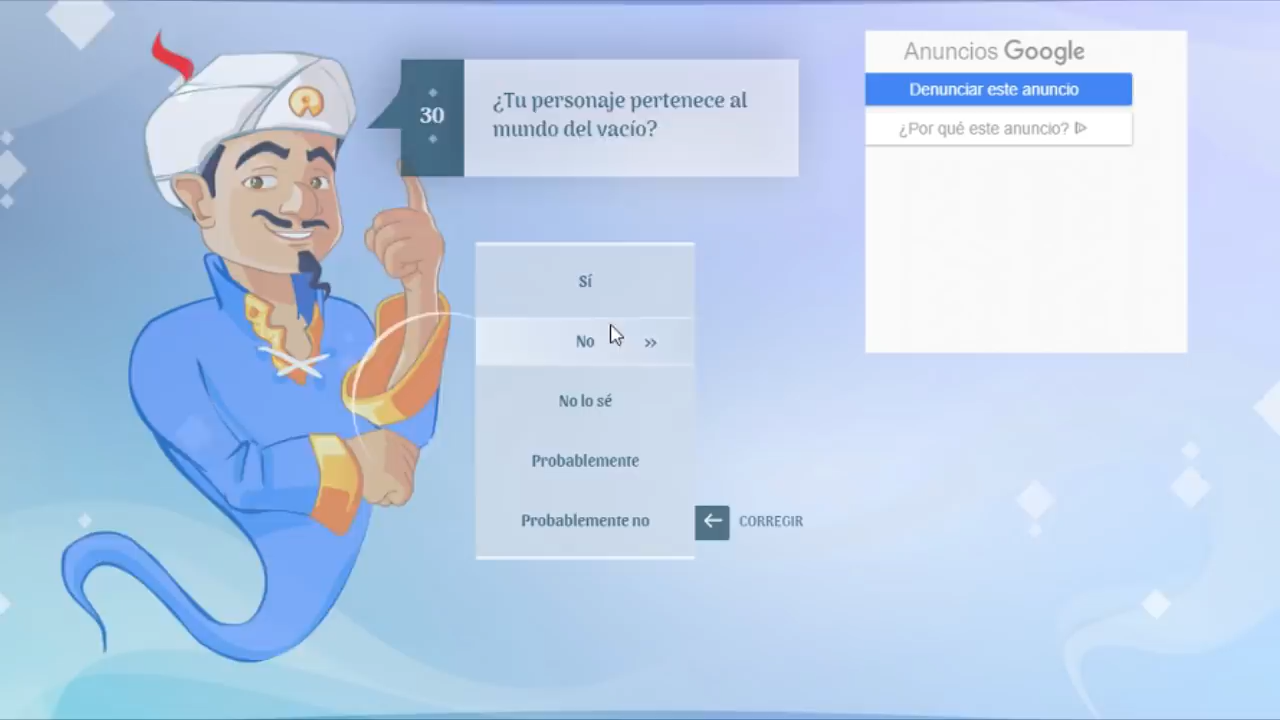 30
¿Tu personaje pertenece al
mundo del vacío?
Sí
No »
No lo sé
Probablemente
Probablemente no
CORREGIR
Anuncios Google
Denunciar este anuncio
¿Por qué este anuncio?